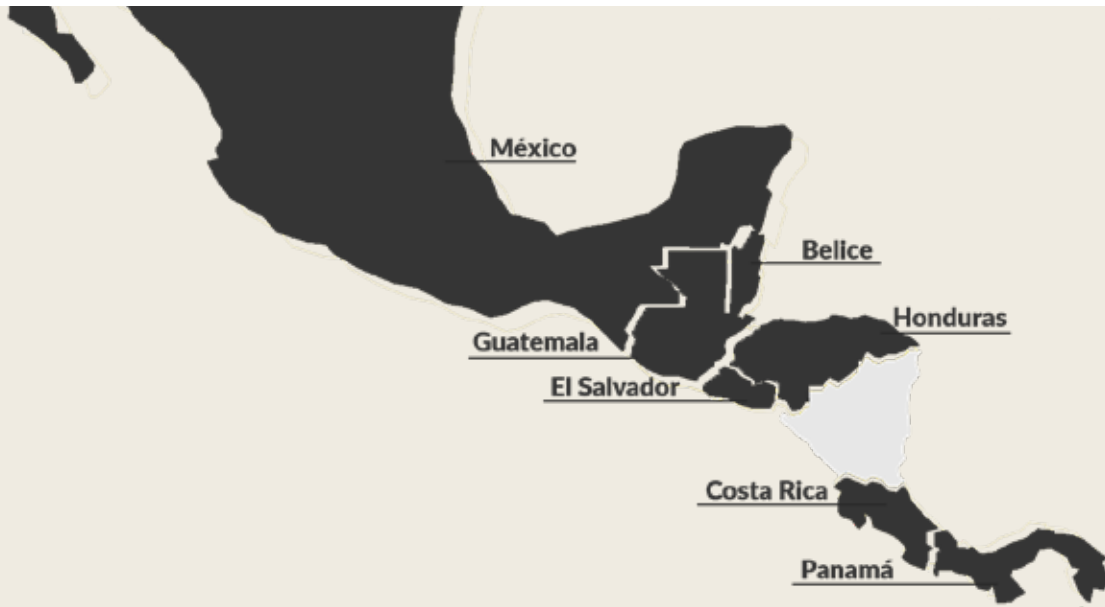 México
Belice
Honduras
Guatemala
El Salvador
Costa Rica
Panamá